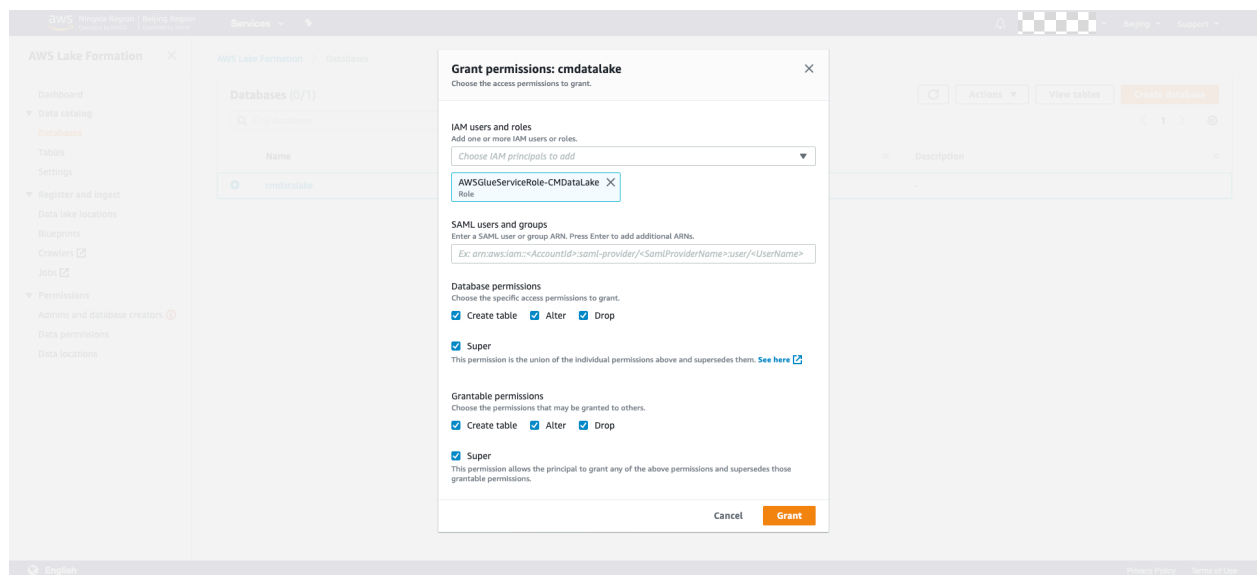 aws Ningxia Region | Beijing Region
Services
Beijing
Support
AWS Lake Formation
Dashboard
Data catalog
Databases
Tables
Settings
Register and ingest
Data lake locations
Blueprints
Crawlers
Jobs
Permissions
Admins and database creators
Data permissions
Data locations
AWS Lake Formation / Databases
Databases (0/1)
Actions
View tables
Create database
1
Name
Description
cmdatalake
-
Grant permissions: cmdatalake
Choose the access permissions to grant.
IAM users and roles
Add one or more IAM users or roles.
Choose IAM principals to add
AWSGlueServiceRole-CMDataLake
Role
SAML users and groups
Enter a SAML user or group ARN. Press Enter to add additional ARNs.
Ex: arn:aws:iam::<AccountId>:saml-provider/<SamlProviderName>:user/<UserName>
Database permissions
Choose the specific access permissions to grant.
Create table Alter Drop
Super
This permission is the union of the individual permissions above and supersedes them. See here
Grantable permissions
Choose the permissions that may be granted to others.
Create table Alter Drop
Super
This permission allows the principal to grant any of the above permissions and supersedes those
grantable permissions.
Cancel Grant
English
Privacy Policy Terms of Use